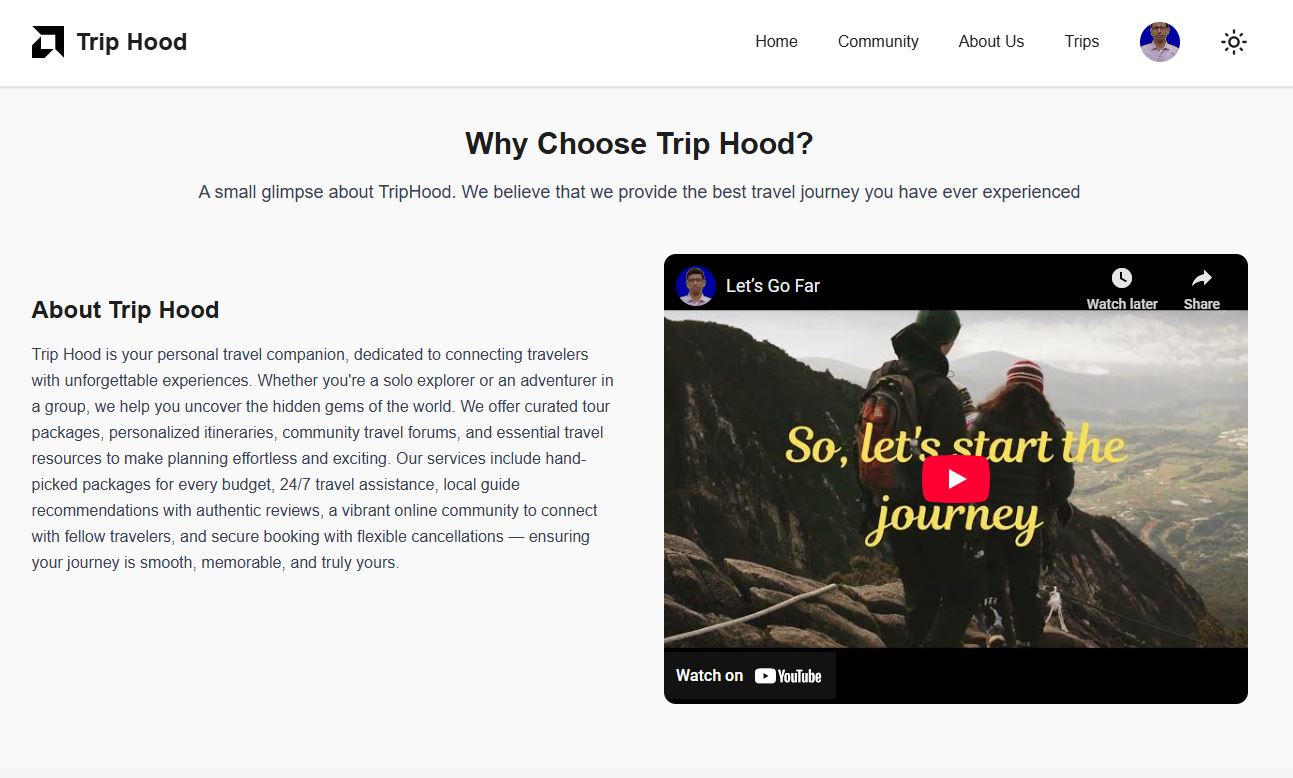 Trip Hood
Home
Community
About Us
Trips
Why Choose Trip Hood?
A small glimpse about TripHood. We believe that we provide the best travel journey you have ever experienced
About Trip Hood
Trip Hood is your personal travel companion, dedicated to connecting travelers
with unforgettable experiences. Whether you're a solo explorer or an adventurer in
a group, we help you uncover the hidden gems of the world. We offer curated tour
packages, personalized itineraries, community travel forums, and essential travel
resources to make planning effortless and exciting. Our services include hand-
picked packages for every budget, 24/7 travel assistance, local guide
recommendations with authentic reviews, a vibrant online community to connect
with fellow travelers, and secure booking with flexible cancellations — ensuring
your journey is smooth, memorable, and truly yours.
Let’s Go Far
Watch later
Share
So, let's start the
journey
Watch on YouTube